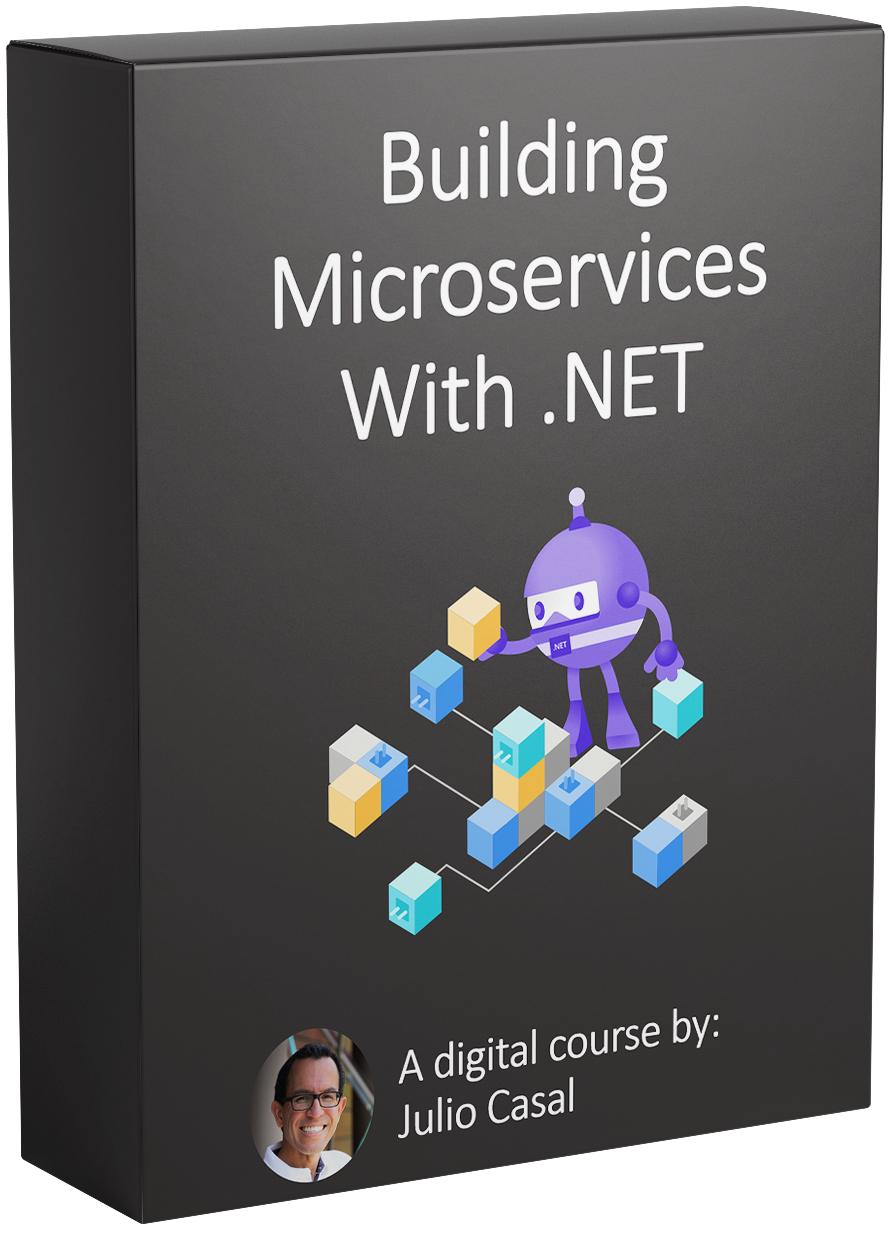 Building
Microservices
With .NET
.NET
A digital course by:
Julio Casal